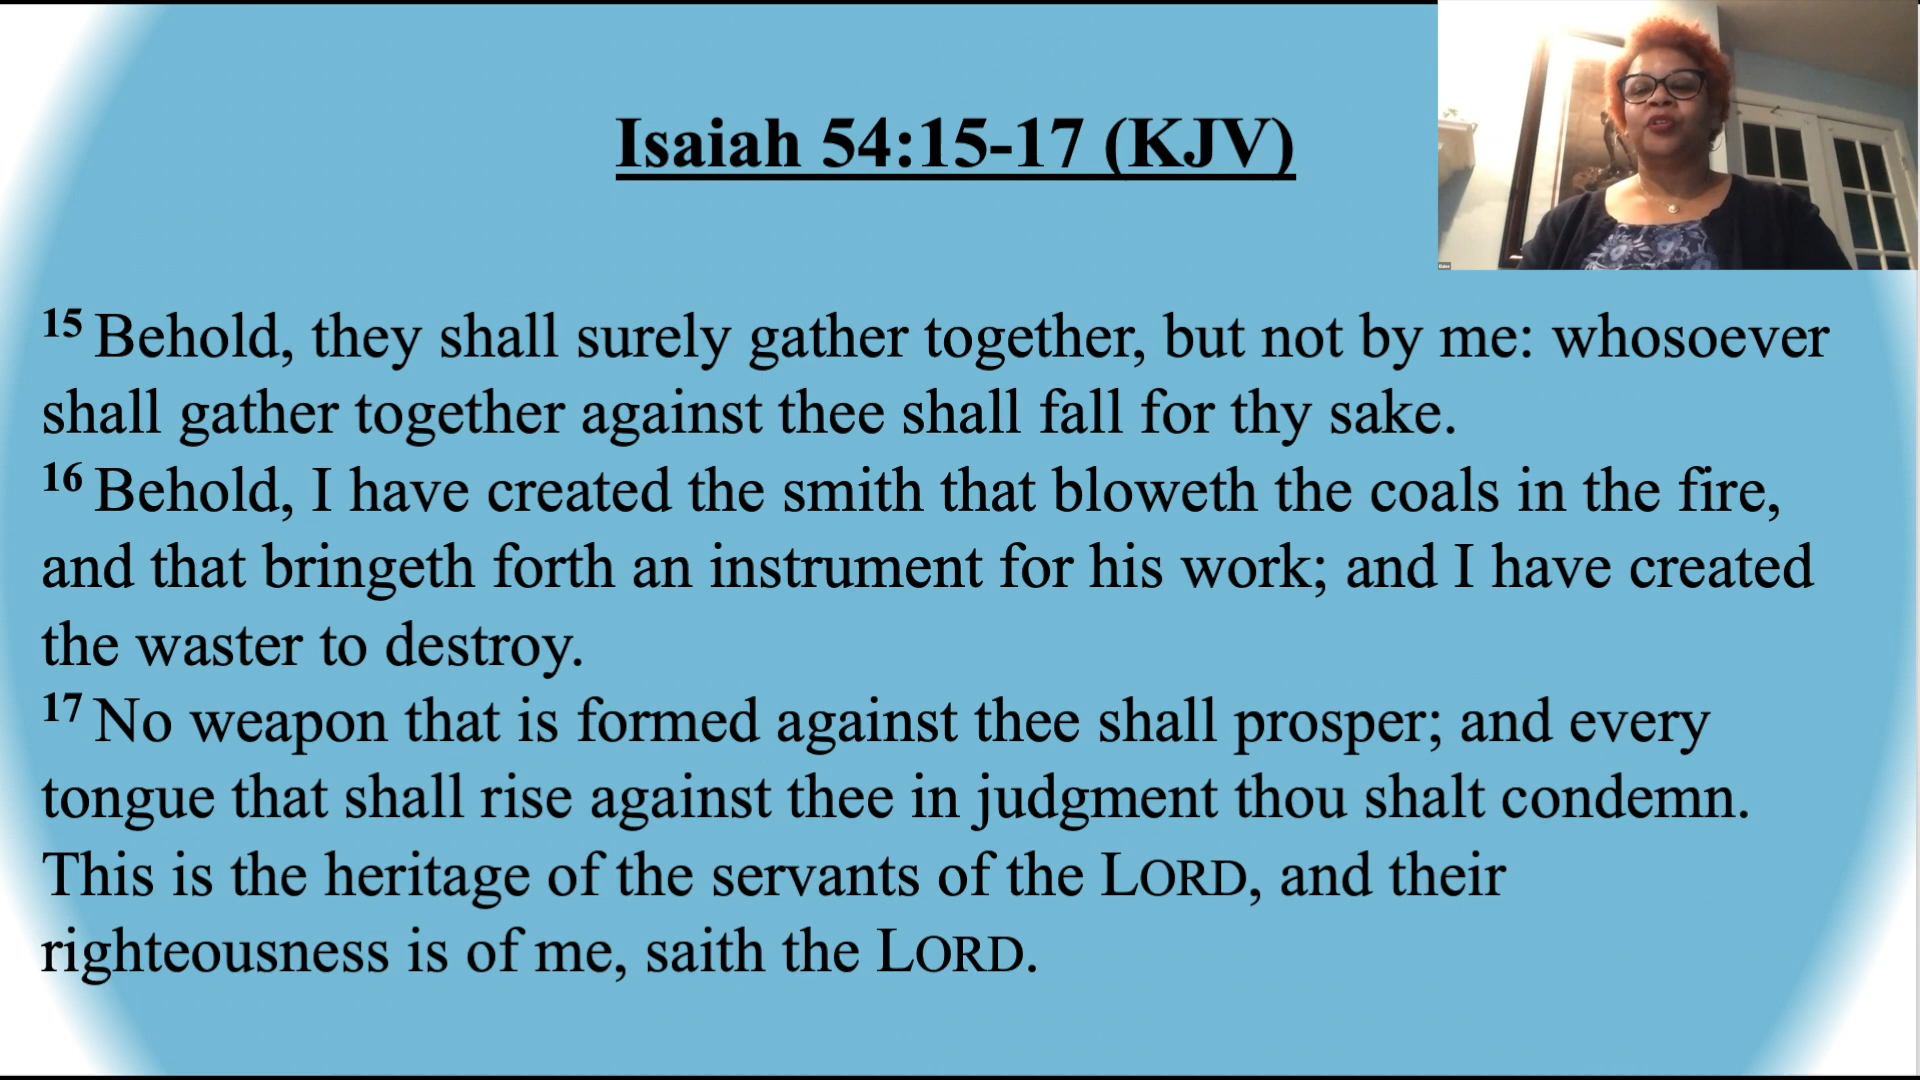 Isaiah 54:15-17 (KJV)
15 Behold, they shall surely gather together, but not by me: whosoever
shall gather together against thee shall fall for thy sake.
16 Behold, I have created the smith that bloweth the coals in the fire,
and that bringeth forth an instrument for his work; and I have created
the waster to destroy.
17 No weapon that is formed against thee shall prosper; and every
tongue that shall rise against thee in judgment thou shalt condemn.
This is the heritage of the servants of the LORD, and their
righteousness is of me, saith the LORD.